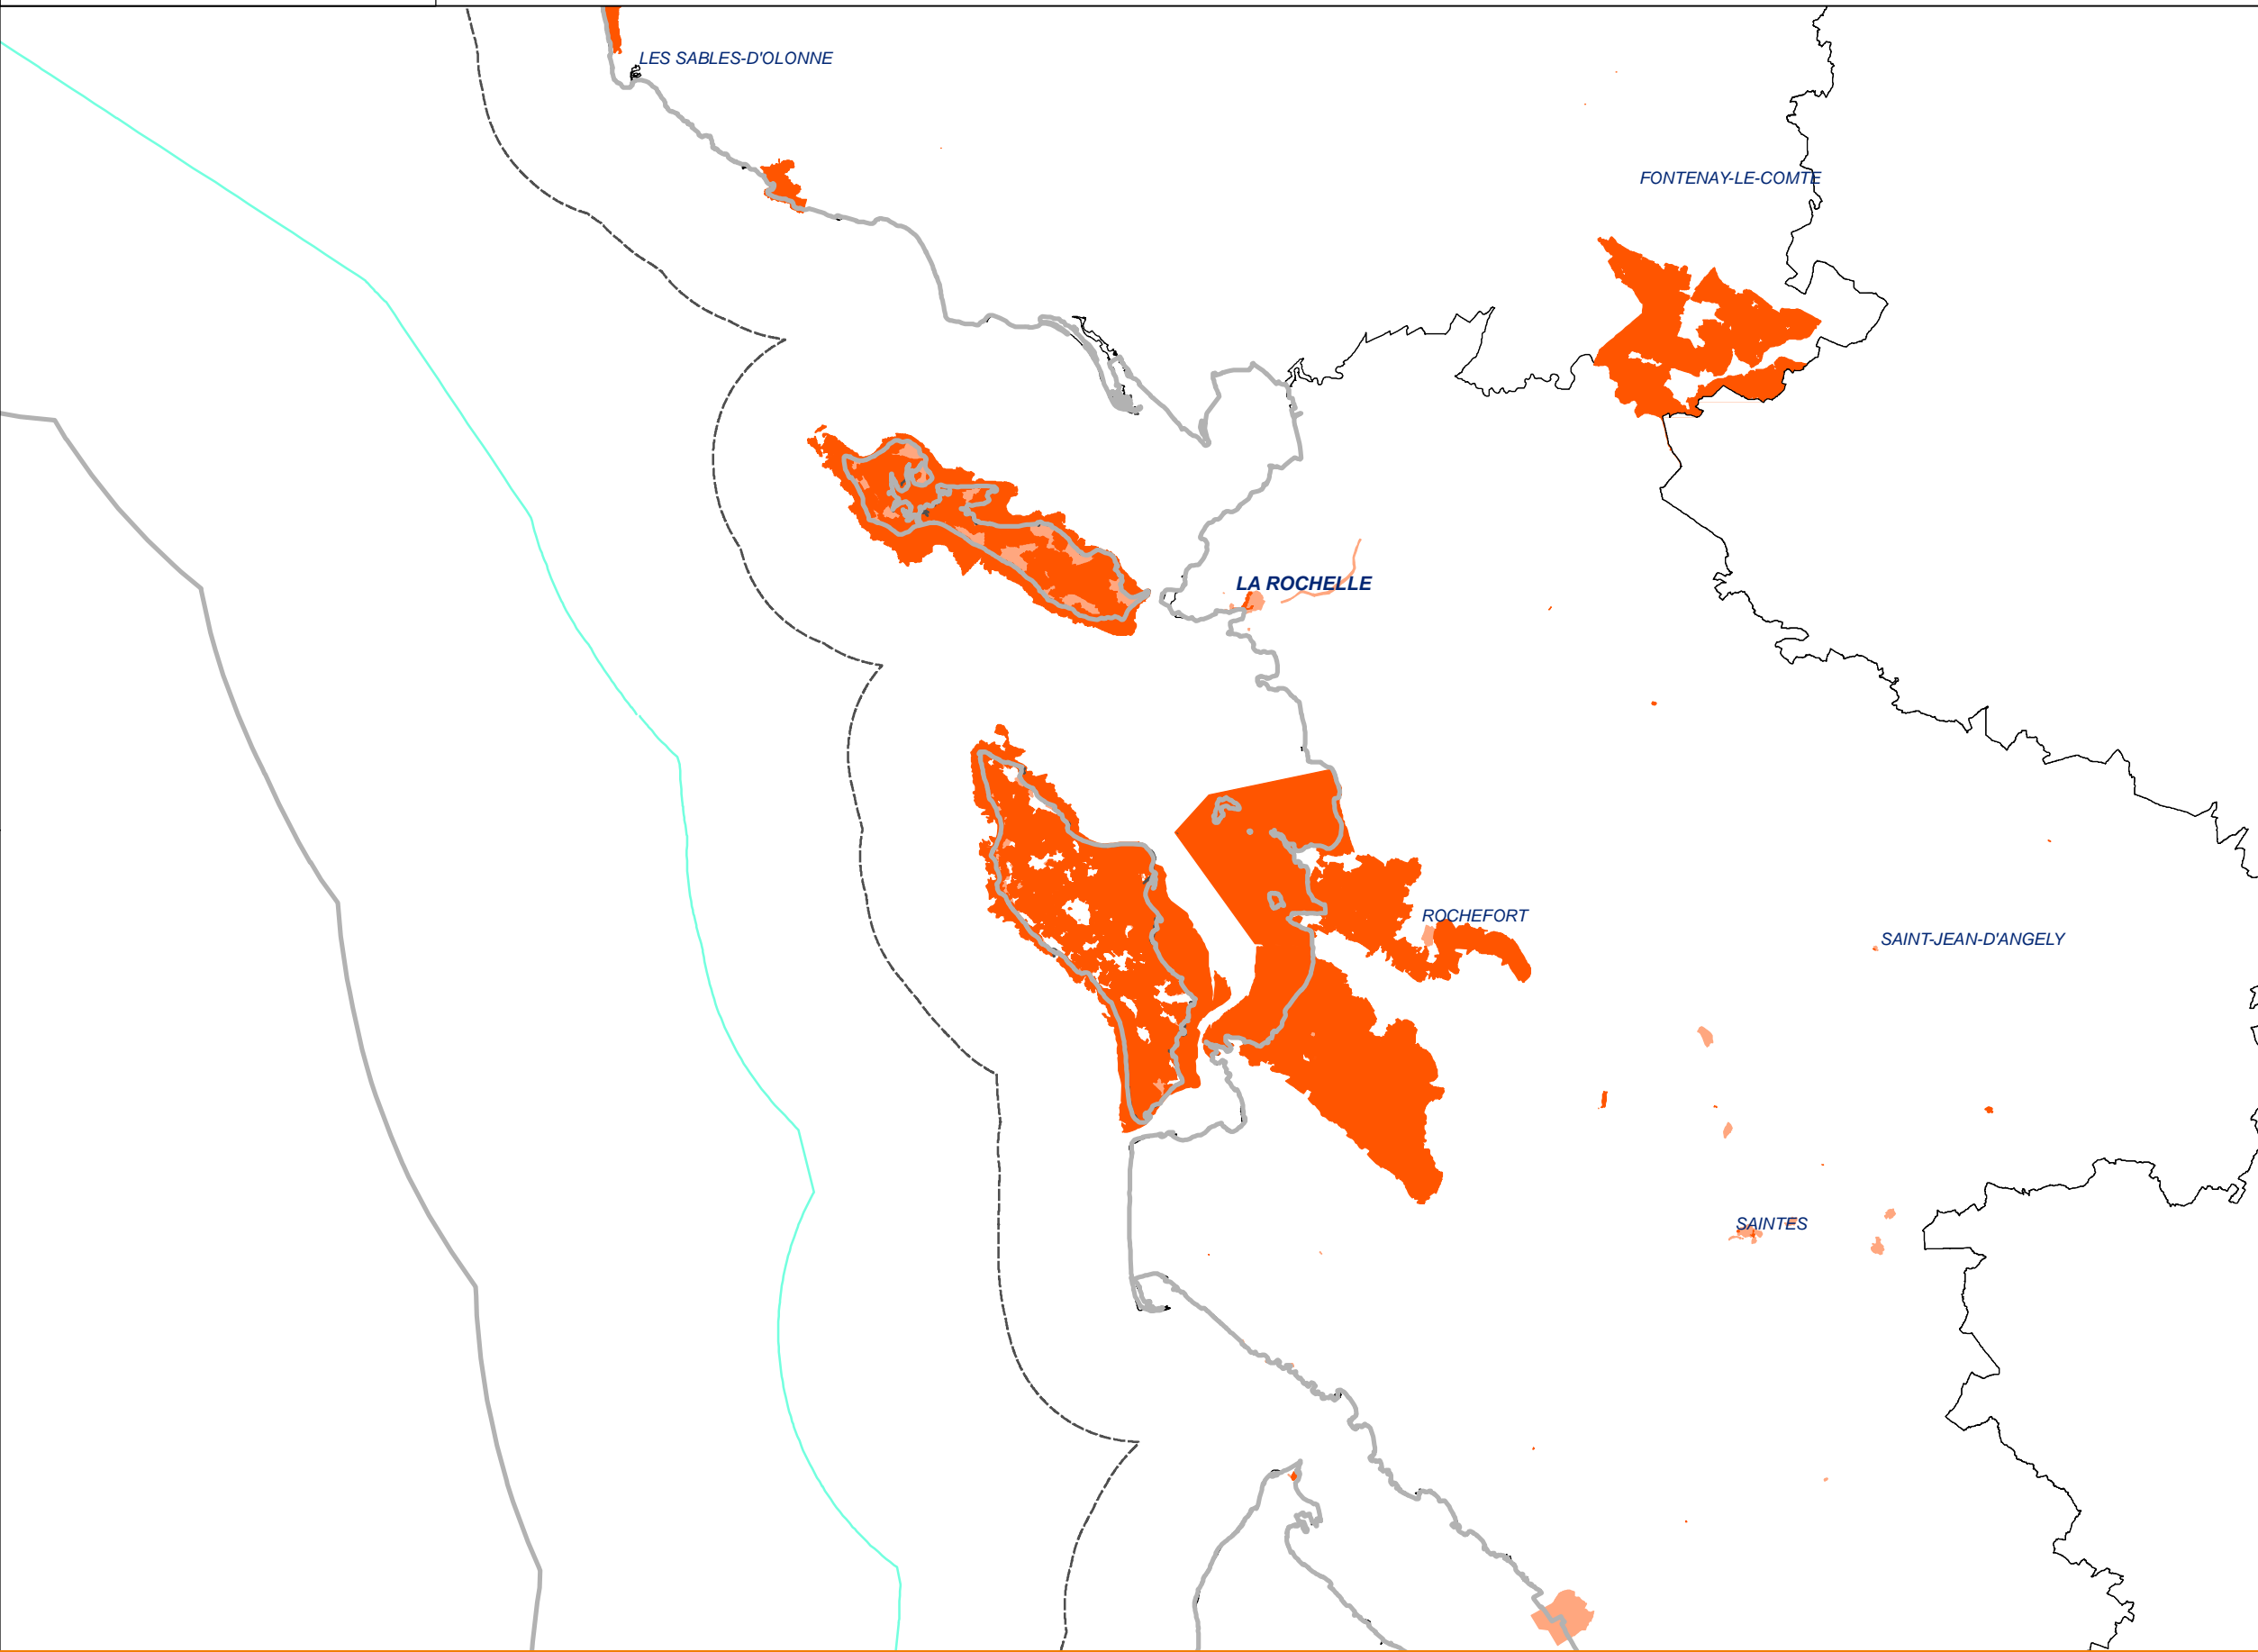 LES SABLES-D'OLONNE
FONTENAY-LE-COMTE
LA ROCHELLE
ROCHEFORT
SAINT-JEAN-D'ANGELY
SAINTES